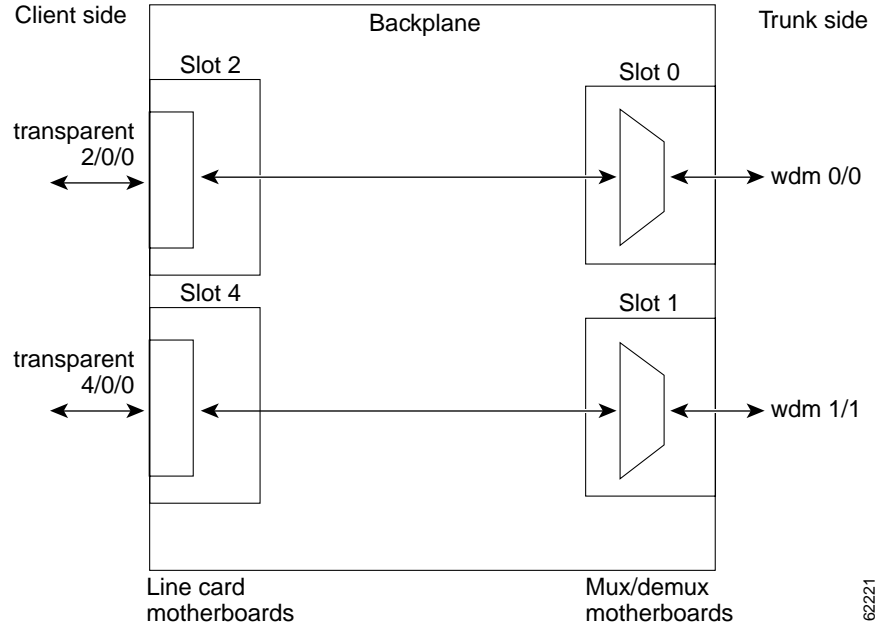 Client side
Backplane
Trunk side
Slot 2
Slot 0
transparent
2/0/0
wdm 0/0
Slot 4
Slot 1
transparent
4/0/0
wdm 1/1
Line card
motherboards
Mux/demux
motherboards
62221